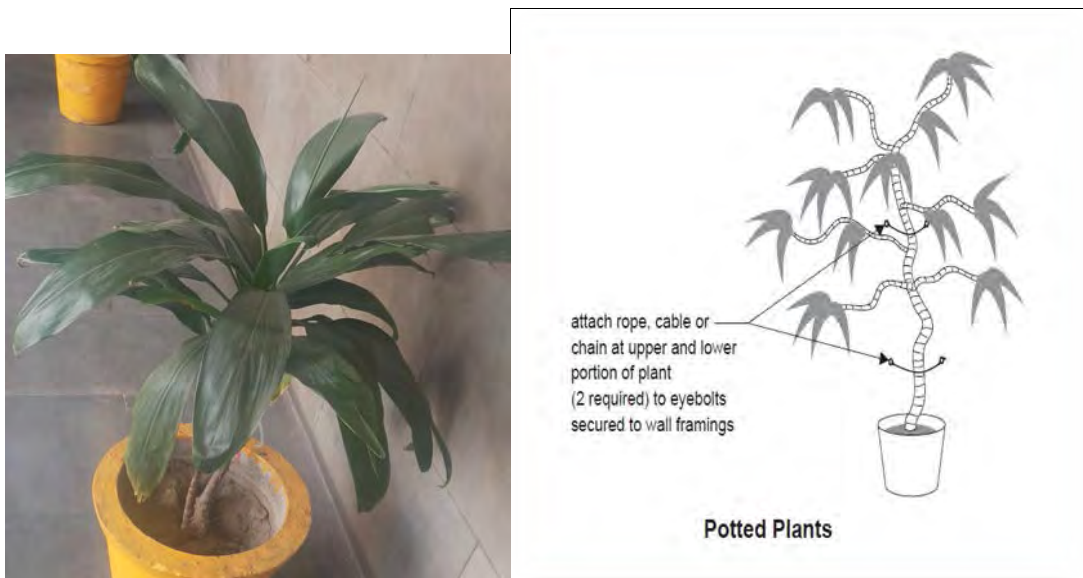 attach rope, cable or
chain at upper and lower
portion of plant
(2 required) to eyebolts
secured to wall framings
Potted Plants